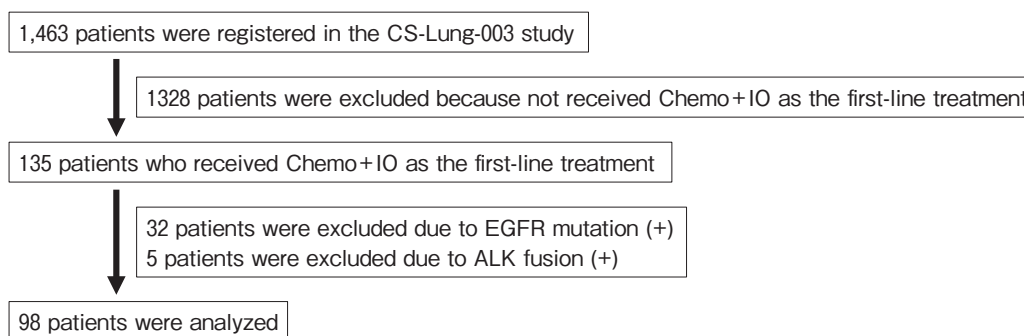 1,463 patients were registered in the CS-Lung-003 study
1328 patients were excluded because not received Chemo+IO as the first-line treatment
135 patients who received Chemo+IO as the first-line treatment
32 patients were excluded due to EGFR mutation (+)
5 patients were excluded due to ALK fusion (+)
98 patients were analyzed